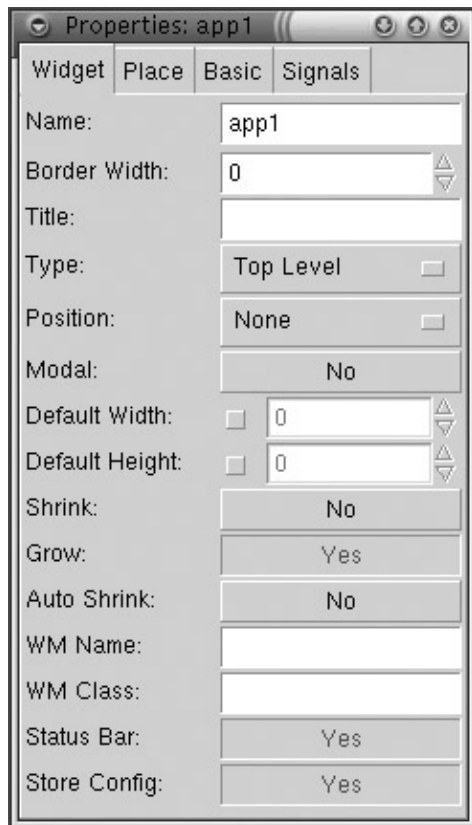 Properties: app1
Widget Place Basic Signals
Name: app1
Border Width: 0
Title:
Type: Top Level
Position: None
Modal: No
Default Width: 0
Default Height: 0
Shrink: No
Grow: Yes
Auto Shrink: No
WM Name:
WM Class:
Status Bar: Yes
Store Config: Yes